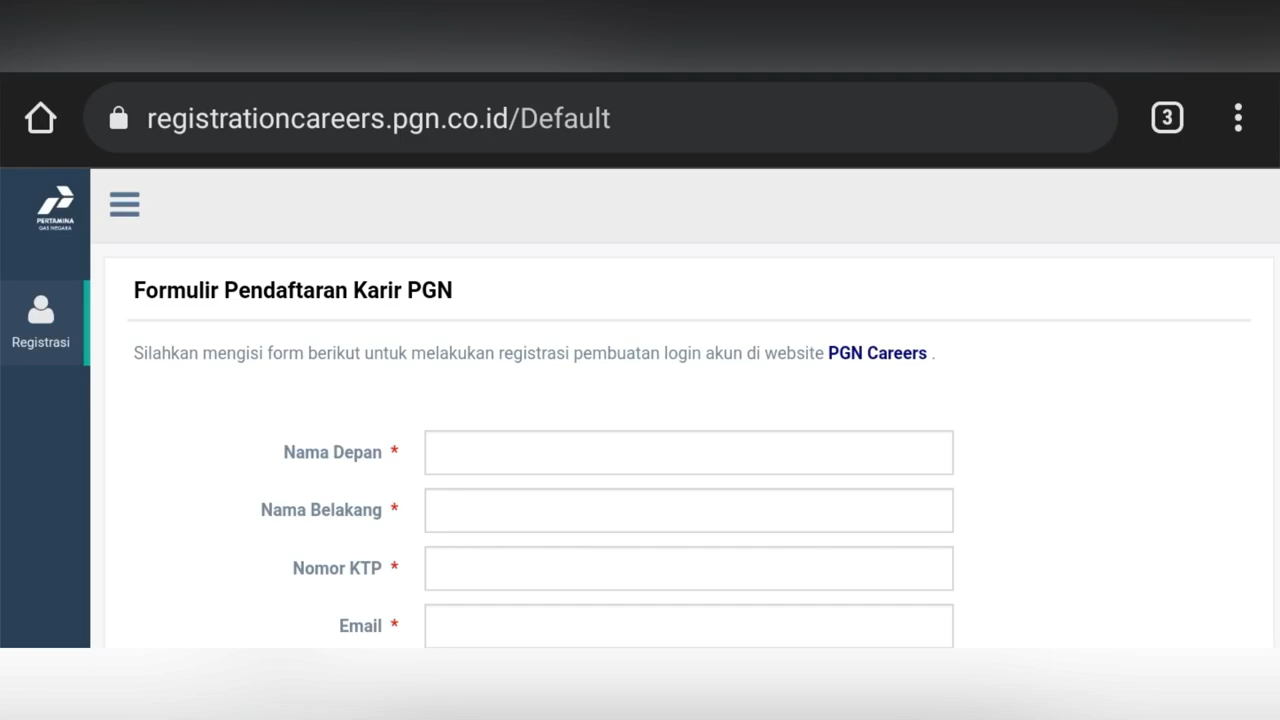 registrationcareers.pgn.co.id/Default
3
PERTAMINA
GAS NEGARA
Formulir Pendaftaran Karir PGN
Registrasi
Silahkan mengisi form berikut untuk melakukan registrasi pembuatan login akun di website PGN Careers .
Nama Depan *
Nama Belakang *
Nomor KTP *
Email *